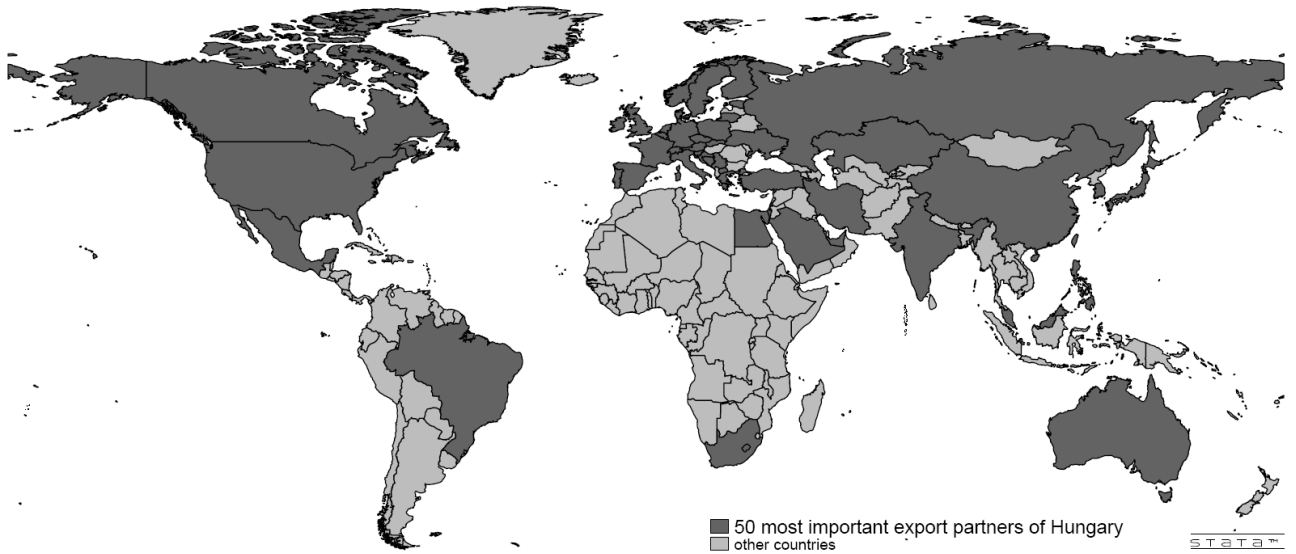 50 most important export partners of Hungary
other countries
STATA™